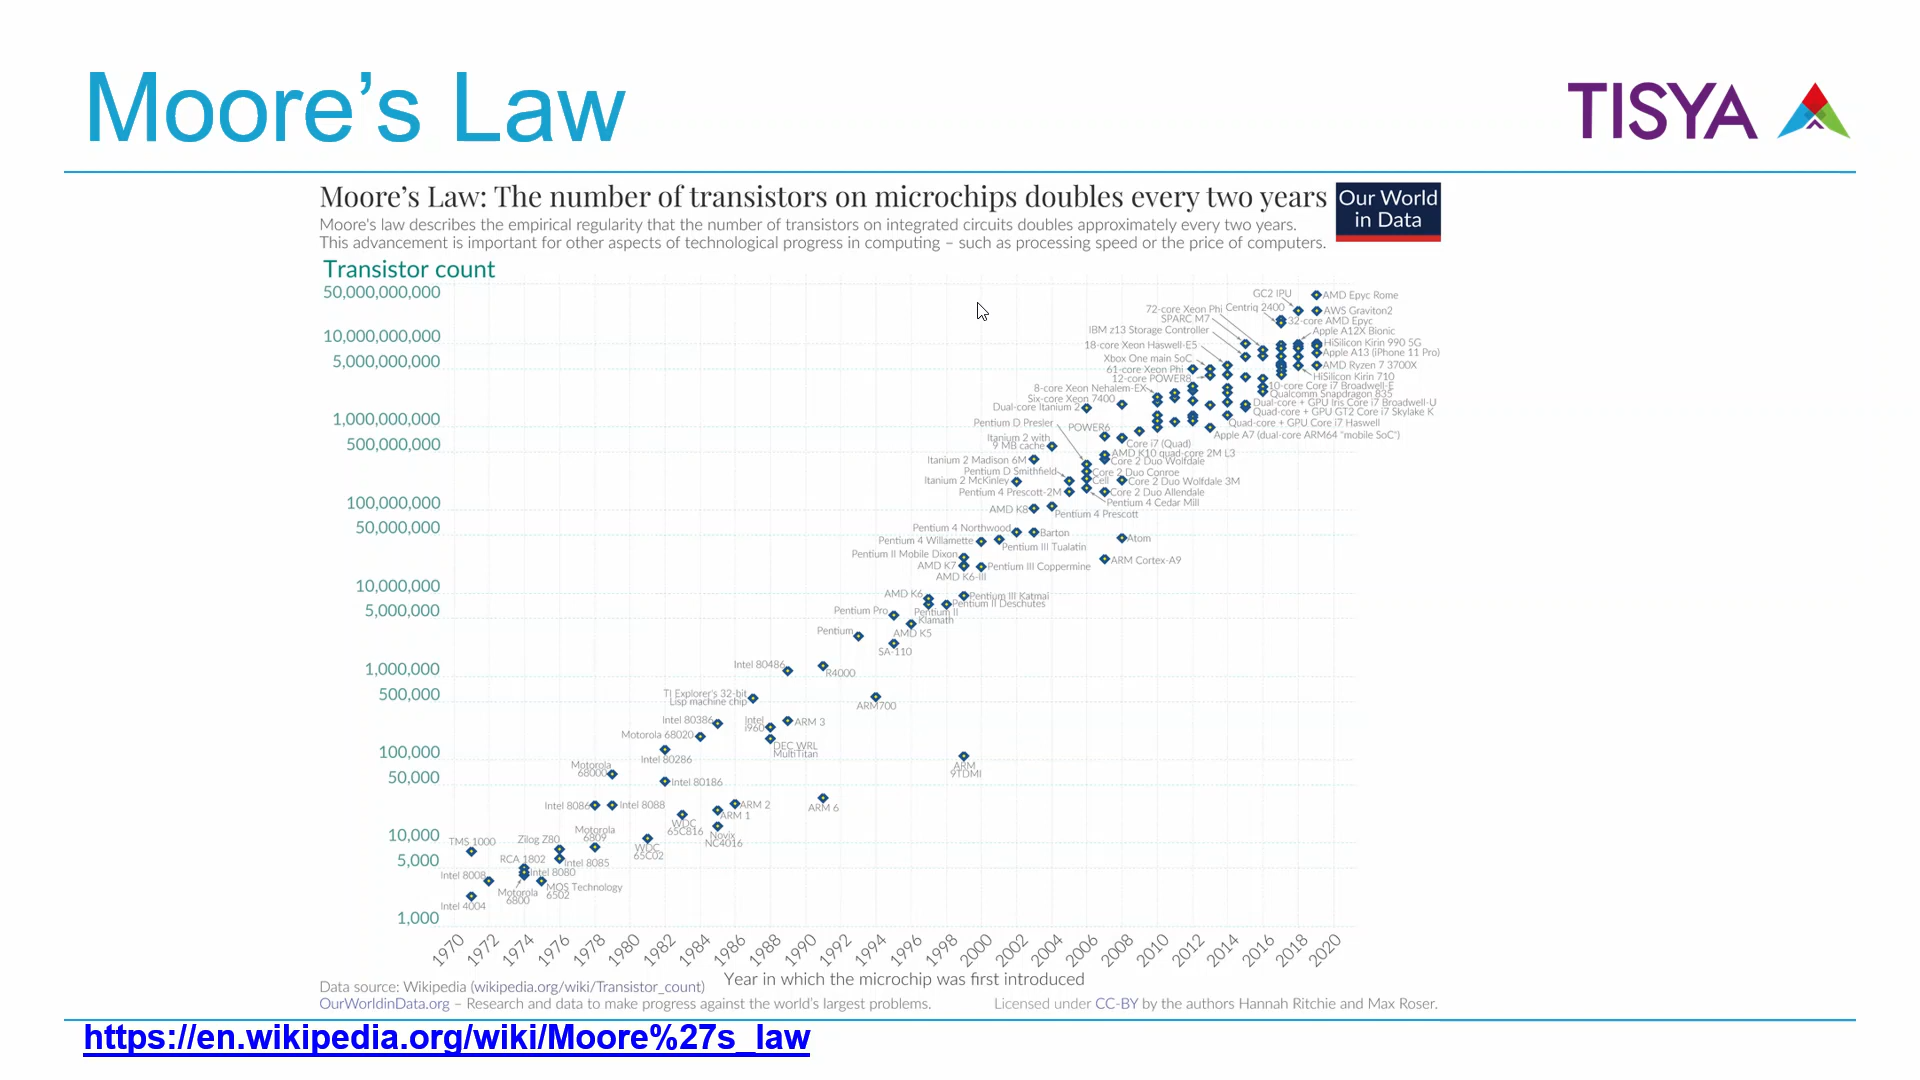 Moore’s Law
TISYA
Moore’s Law: The number of transistors on microchips doubles every two years
Our World
in Data
Moore's law describes the empirical regularity that the number of transistors on integrated circuits doubles approximately every two years.
This advancement is important for other aspects of technological progress in computing – such as processing speed or the price of computers.
Transistor count
50,000,000,000
10,000,000,000
5,000,000,000
1,000,000,000
500,000,000
100,000,000
50,000,000
10,000,000
5,000,000
1,000,000
500,000
100,000
50,000
10,000
5,000
1,000
GC2 IPU
AMD Epyc Rome
72-core Xeon Phi
Centriq 2400
AWS Graviton2
SPARC M7
32-core AMD Epyc
IBM z13 Storage Controller
Apple A12X Bionic
18-core Xeon Haswell-E5
HiSilicon Kirin 990 5G
Xbox One main SoC
Apple A13 (iPhone 11 Pro)
61-core Xeon Phi
AMD Ryzen 7 3700X
12-core POWER8
HiSilicon Kirin 710
8-core Xeon Nehalem-EX
10-core Core i7 Broadwell-E
Six-core Xeon 7400
Qualcomm Snapdragon 835
Dual-core Itanium 2
Dual-core + GPU Iris Core i7 Broadwell-U
Quad-core + GPU GT2 Core i7 Skylake K
Pentium D Presler
POWER6
Quad-core + GPU Core i7 Haswell
Itanium 2 with
9 MB cache
Apple A7 (dual-core ARM64 "mobile SoC")
Core i7 (Quad)
AMD K10 quad-core 2M L3
Itanium 2 Madison 6M
Core 2 Duo Wolfdale
Pentium D Smithfield
Core 2 Duo Conroe
Itanium 2 McKinley
Cell
Core 2 Duo Wolfdale 3M
Pentium 4 Prescott-2M
Core 2 Duo Allendale
Pentium 4 Cedar Mill
AMD K8
Pentium 4 Prescott
Pentium 4 Northwood
Barton
Atom
Pentium 4 Willamette
Pentium III Tualatin
Pentium II Mobile Dixon
ARM Cortex-A9
AMD K7
Pentium III Coppermine
AMD K6-III
AMD K6
Pentium III Katmai
Pentium II Deschutes
Pentium Pro
Pentium II
Klamath
Pentium
AMD K5
SA-110
Intel 80486
R4000
TI Explorer's 32-bit
Lisp machine chip
ARM700
Intel 80386
Intel
i960
ARM 3
Motorola 68020
DEC WRL
MultiTitan
Intel 80286
Motorola
68000
ARM
9TDMI
Intel 80186
Intel 8086
Intel 8088
ARM 2
ARM 6
ARM 1
WDC
65C816
Novix
NC4016
Motorola
6809
TMS 1000
Zilog Z80
WDC
65C02
RCA 1802
Intel 8085
Intel 8008
Intel 8080
Motorola
6800
MOS Technology
6502
Intel 4004
1970 1972 1974 1976 1978 1980 1982 1984 1986 1988 1990 1992 1994 1996 1998 2000 2002 2004 2006 2008 2010 2012 2014 2016 2018 2020
Year in which the microchip was first introduced
Data source: Wikipedia (wikipedia.org/wiki/Transistor_count)
OurWorldinData.org – Research and data to make progress against the world’s largest problems.
Licensed under CC-BY by the authors Hannah Ritchie and Max Roser.
https://en.wikipedia.org/wiki/Moore%27s_law